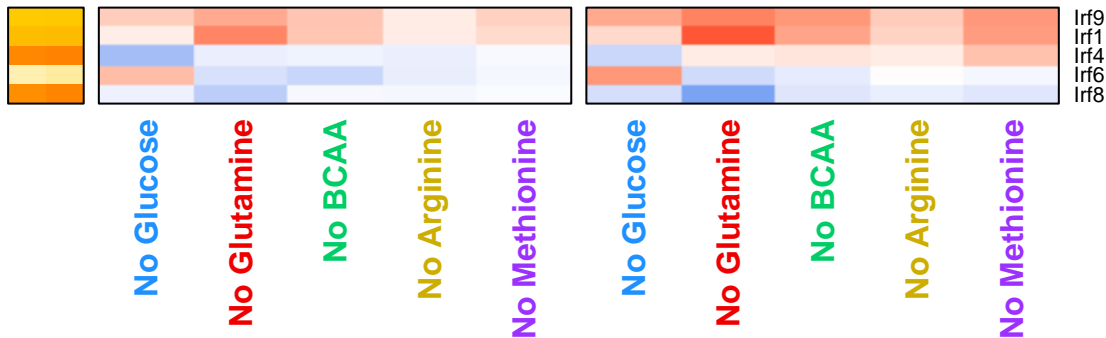 Irf9
Irf1
Irf4
Irf6
Irf8
No Glucose
No Glutamine
No BCAA
No Arginine
No Methionine
No Glucose
No Glutamine
No BCAA
No Arginine
No Methionine